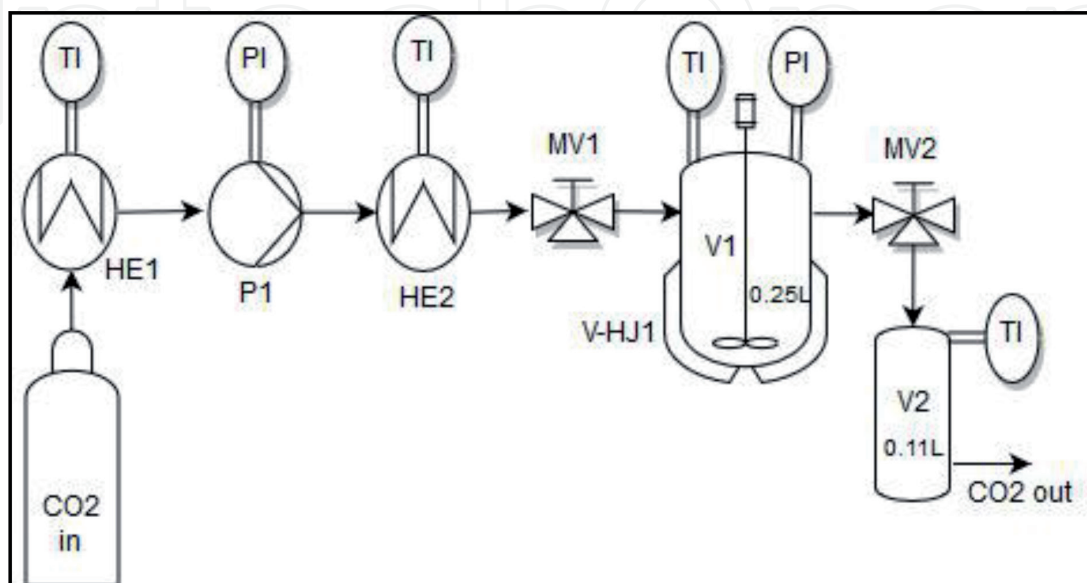 TI
PI
TI
TI
PI
MV1
MV2
HE1
P1
HE2
V1
0.25L
V-HJ1
TI
V2
0.11L
CO2 out
CO2
in